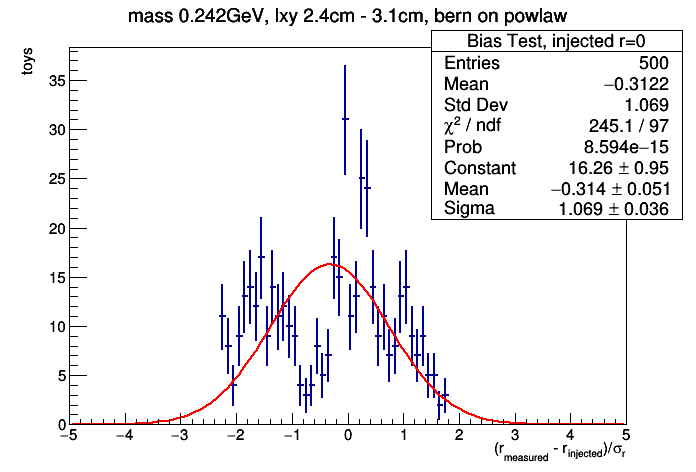 mass 0.242GeV, lxy 2.4cm - 3.1cm, bern on powlaw
Bias Test, injected r=0
Entries 500
Mean −0.3122
Std Dev 1.069
χ² / ndf 245.1 / 97
Prob 8.594e−15
Constant 16.26 ± 0.95
Mean −0.314 ± 0.051
Sigma 1.069 ± 0.036
toys
35
30
25
20
15
10
5
0
−5 −4 −3 −2 −1 0 1 2 3 4 5
(r_measured - r_injected)/σ_r